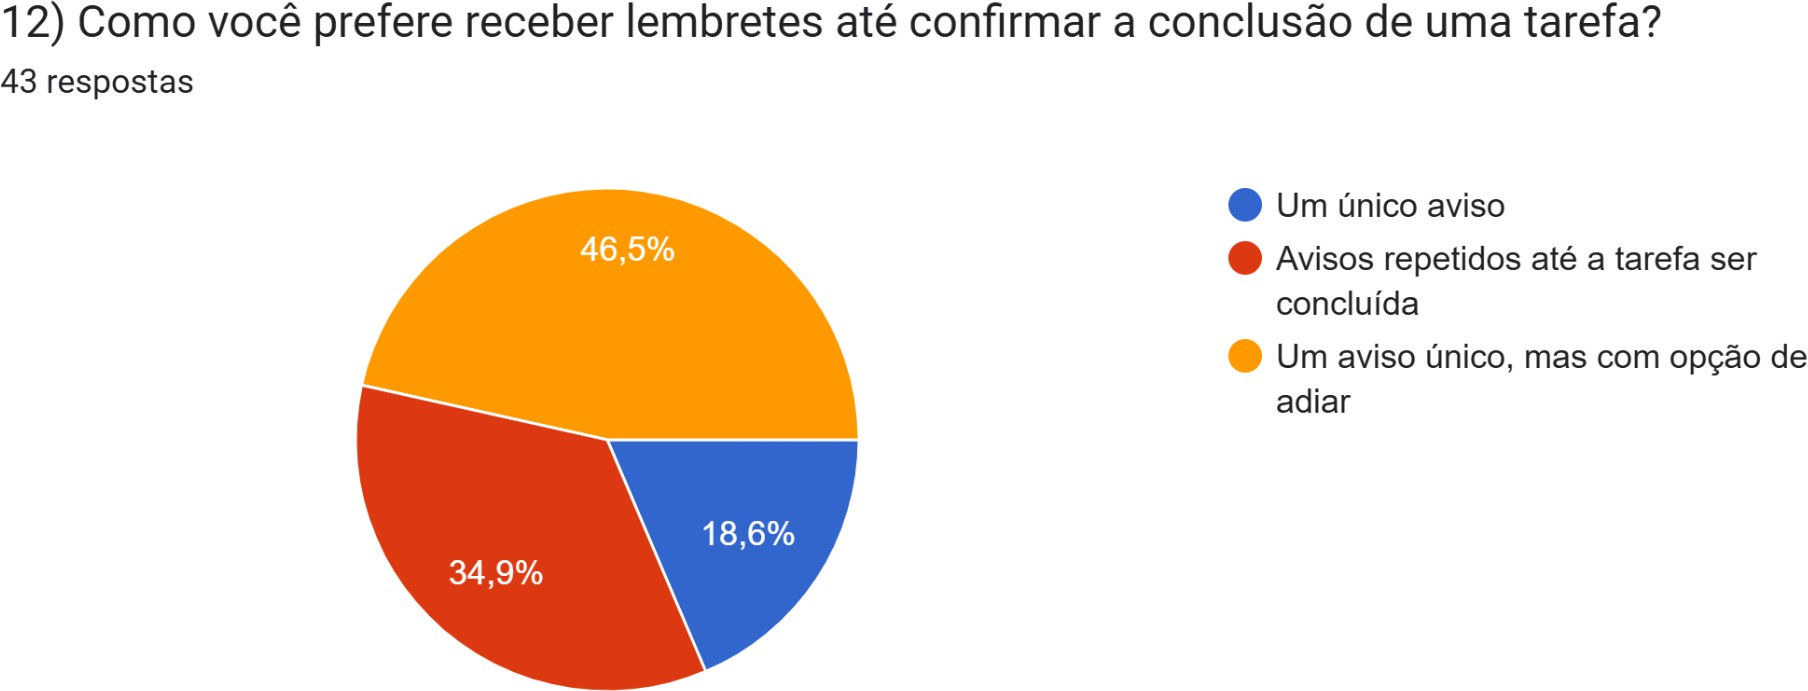 12) Como você prefere receber lembretes até confirmar a conclusão de uma tarefa?
43 respostas
46,5%
34,9%
18,6%
Um único aviso
Avisos repetidos até a tarefa ser
concluída
Um aviso único, mas com opção de
adiar